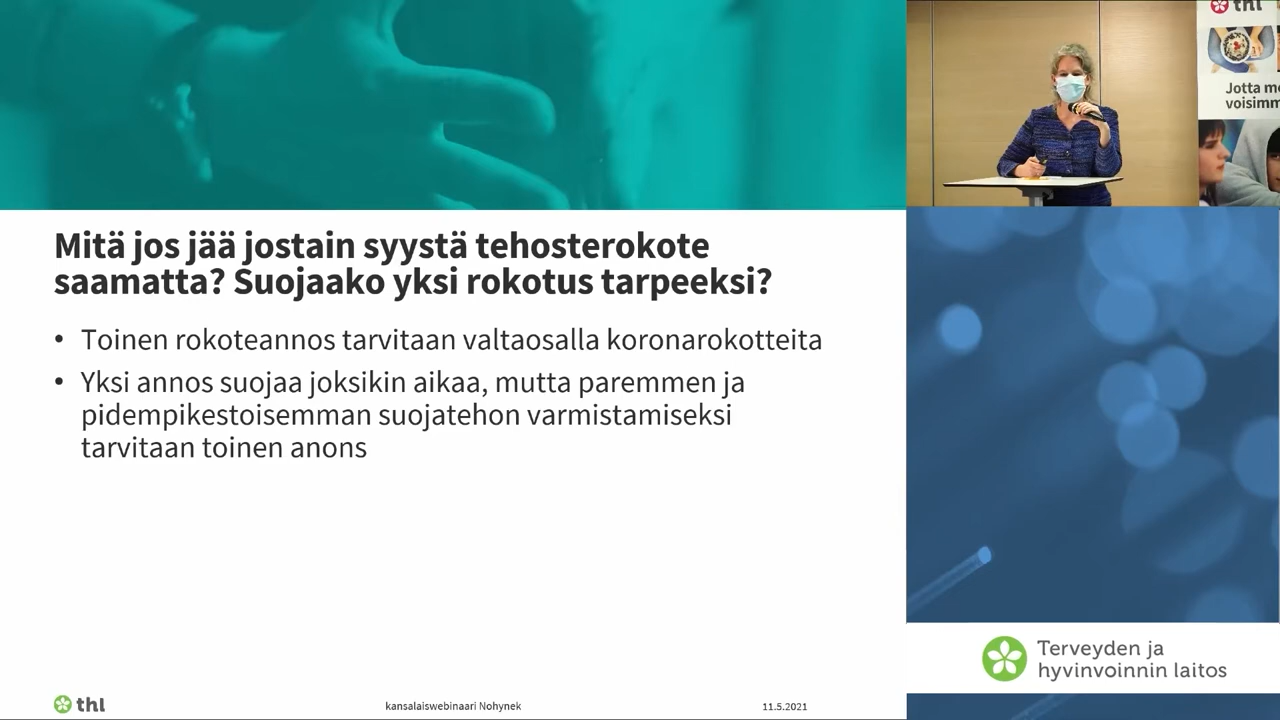 Mitä jos jää jostain syystä tehosterokote
saamatta? Suojaako yksi rokotus tarpeeksi?
• Toinen rokoteannos tarvitaan valtaosalla koronarokotteita
• Yksi annos suojaa joksikin aikaa, mutta paremmen ja
pidempikestoisemman suojatehon varmistamiseksi
tarvitaan toinen anons
thl
kansalaiswebinaari Nohynek
11.5.2021
thl
Jotta
Terveyden ja
hyvinvoinnin laitos